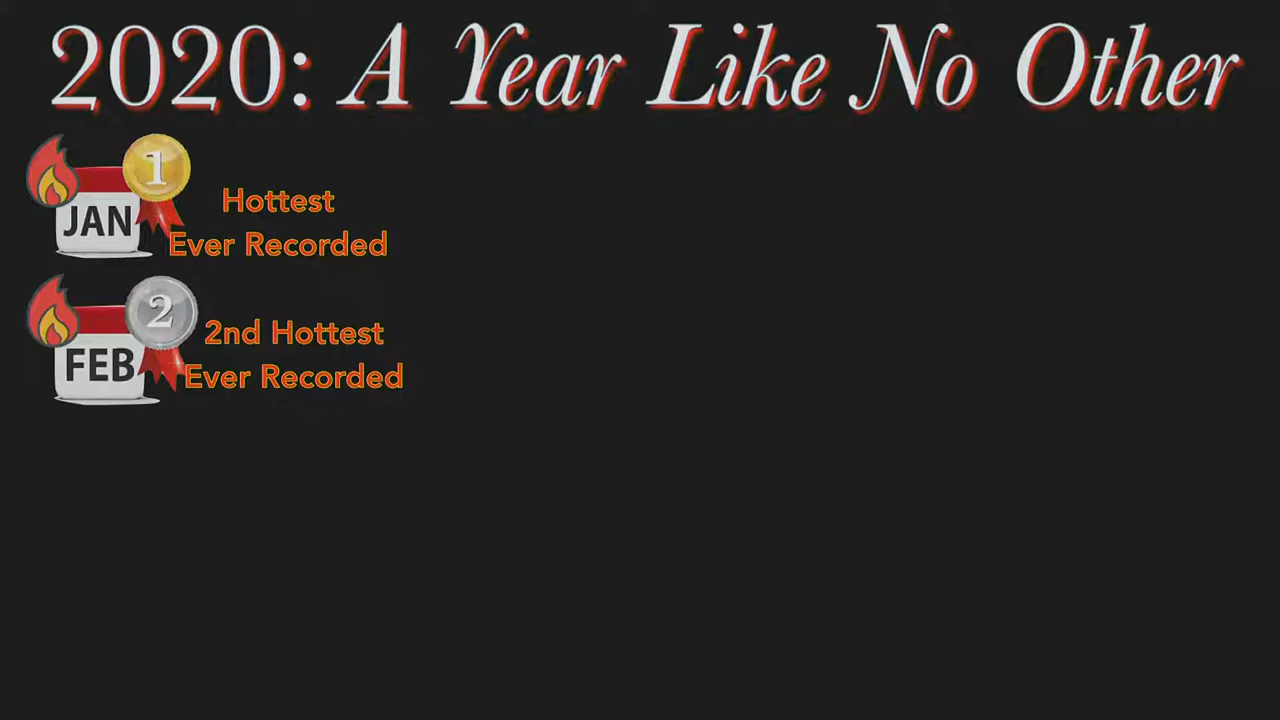 2020: A Year Like No Other
1
JAN
Hottest
Ever Recorded
2
FEB
2nd Hottest
Ever Recorded